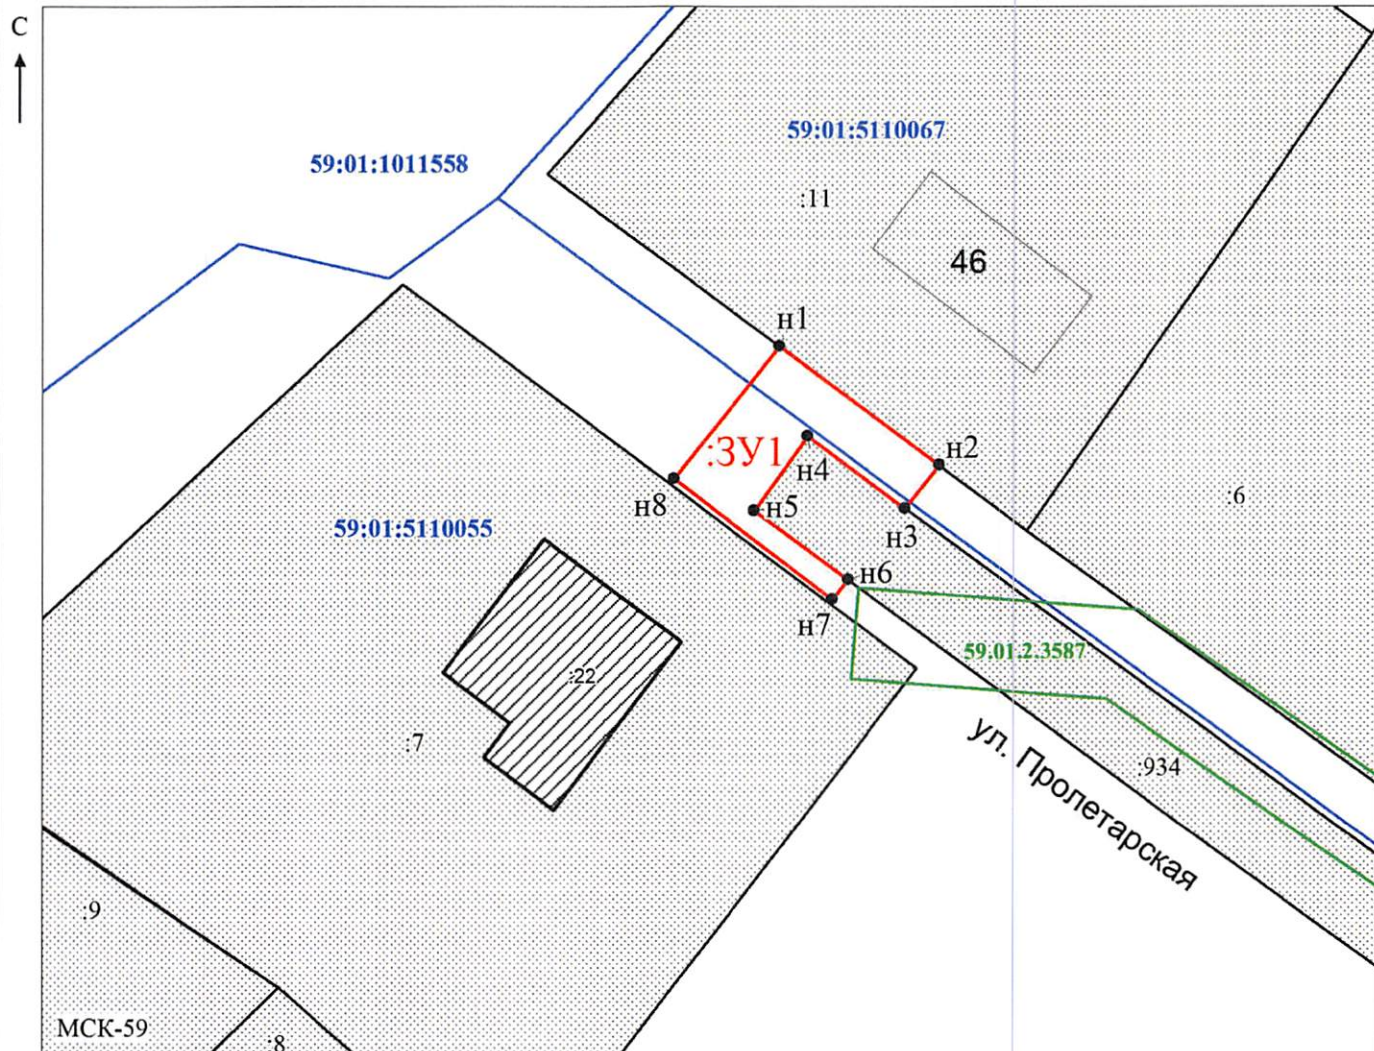 С
59:01:5110067
59:01:1011558
:11
46
н1
н2
:ЗУ1
н4
:6
н8
н5
н3
59:01:5110055
н6
н7
59.01.2.3587
:22
ул. Пролетарская
:7
:934
:9
МСК-59
:8